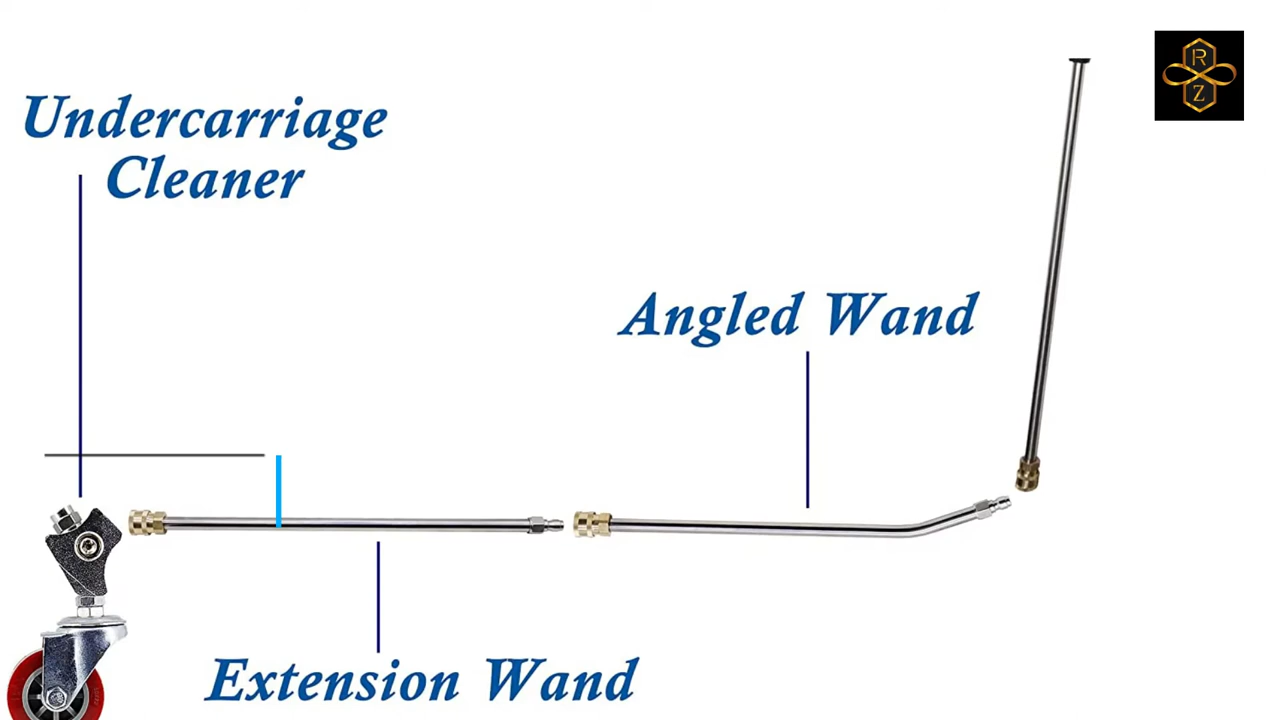 Undercarriage
Cleaner
Angled Wand
Extension Wand
R
Z